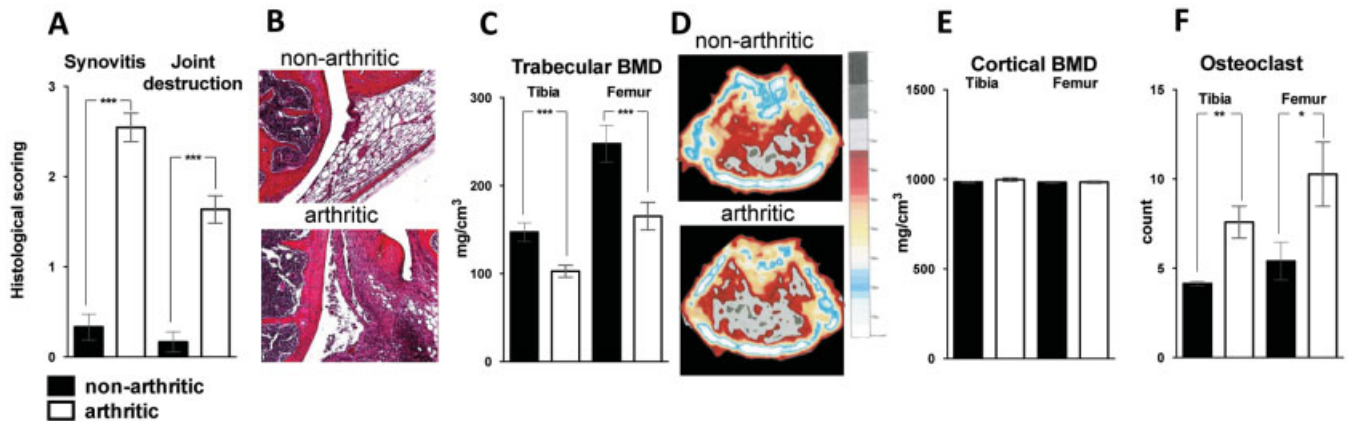 A
Synovitis
Joint
destruction
Histological scoring
3
2
1
0
***
***
non-arthritic
arthritic
B
non-arthritic
arthritic
C
Trabecular BMD
Tibia
Femur
mg/cm³
300
200
100
0
***
***
D
non-arthritic
arthritic
E
Cortical BMD
Tibia
Femur
mg/cm³
1500
1000
500
0
F
Osteoclast
Tibia
Femur
count
15
10
5
0
**
*